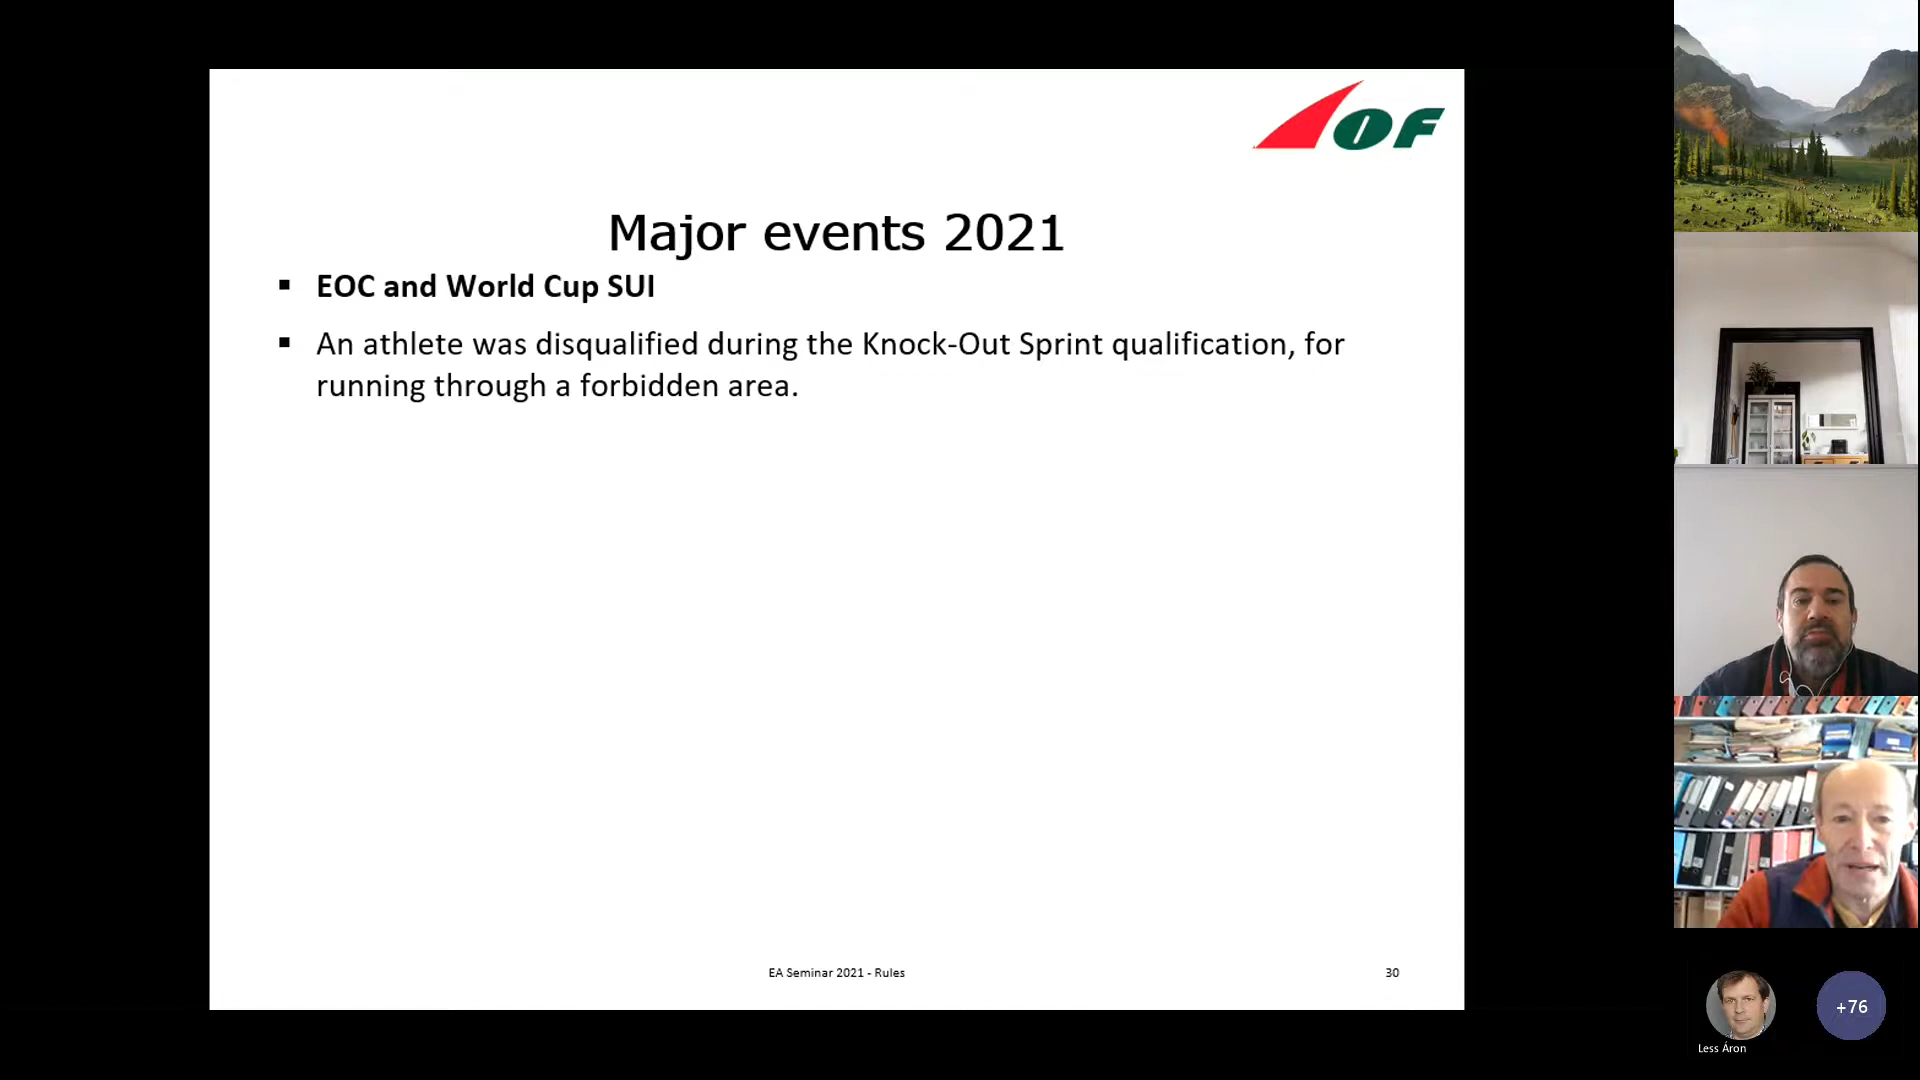 IOF
Major events 2021
▪ EOC and World Cup SUI
▪ An athlete was disqualified during the Knock-Out Sprint qualification, for
running through a forbidden area.
EA Seminar 2021 - Rules
30
+76
Less Áron